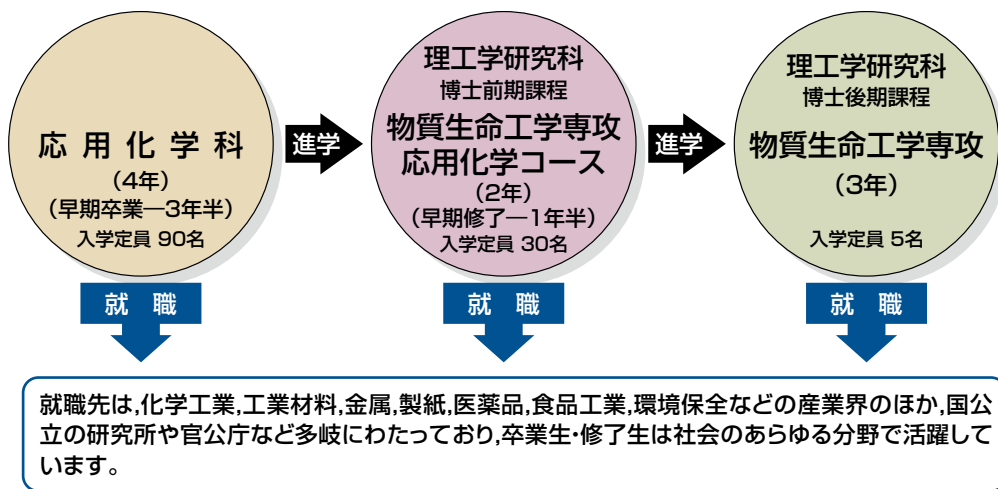 応用化学科
(4年)
(早期卒業―3年半)
入学定員 90名
進学
理工学研究科
博士前期課程
物質生命工学専攻
応用化学コース
(2年)
(早期修了―1年半)
入学定員 30名
進学
理工学研究科
博士後期課程
物質生命工学専攻
(3年)
入学定員 5名
就 職
就 職
就 職
就職先は,化学工業,工業材料,金属,製紙,医薬品,食品工業,環境保全などの産業界のほか,国公
立の研究所や官公庁など多岐にわたっており,卒業生・修了生は社会のあらゆる分野で活躍して
います。